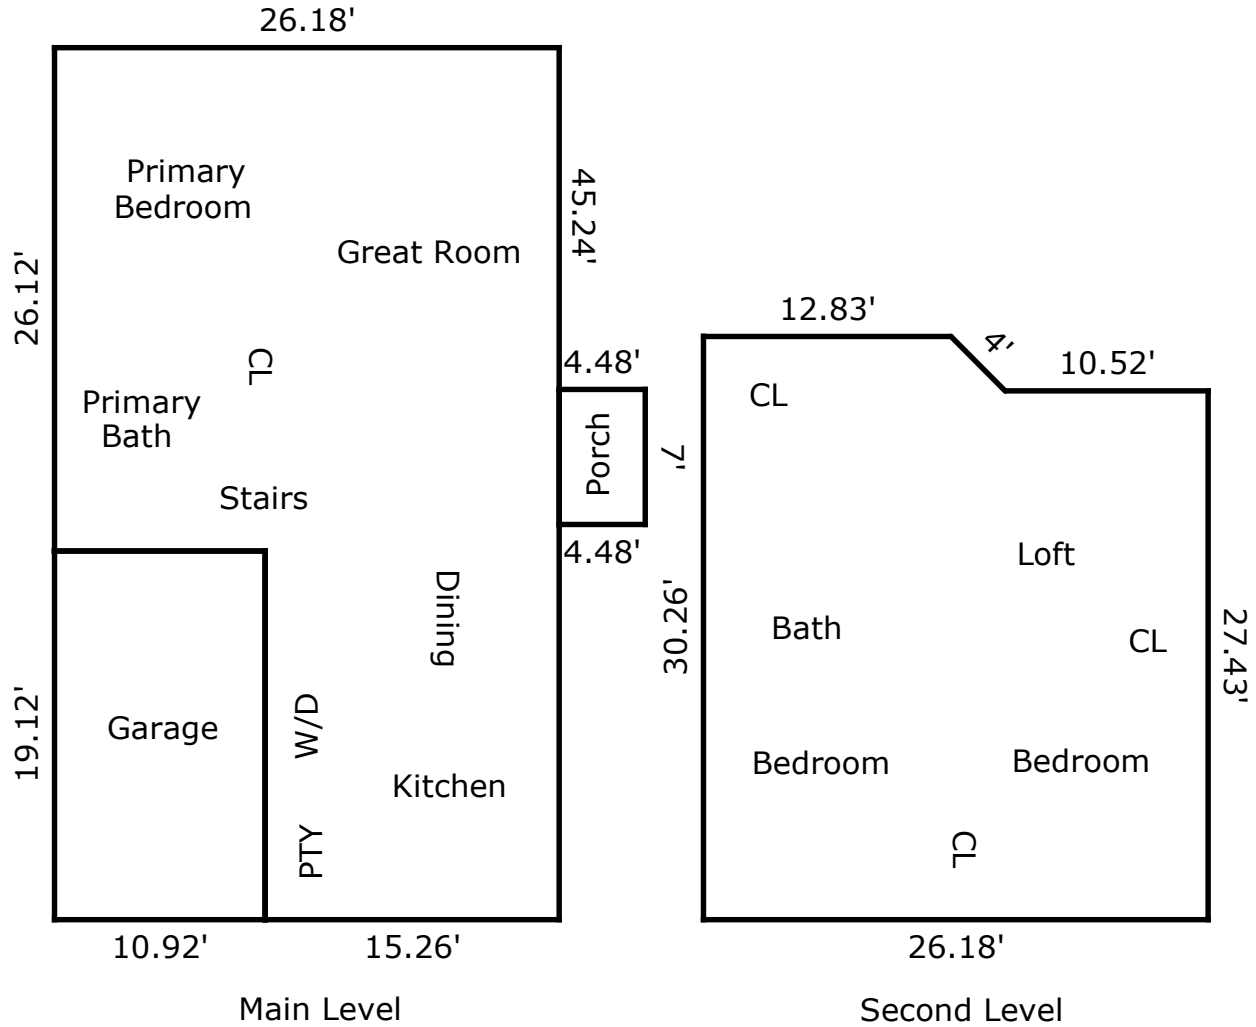 26.18'
Primary
Bedroom
45.24'
Great Room
26.12'
CL
Primary
Bath
Stairs
4.48'
Porch
7'
4.48'
Dining
19.12'
Garage
W/D
Kitchen
PTY
10.92'
15.26'
Main Level
12.83'
4'
10.52'
CL
Loft
30.26'
Bath
CL
27.43'
Bedroom
Bedroom
CL
26.18'
Second Level